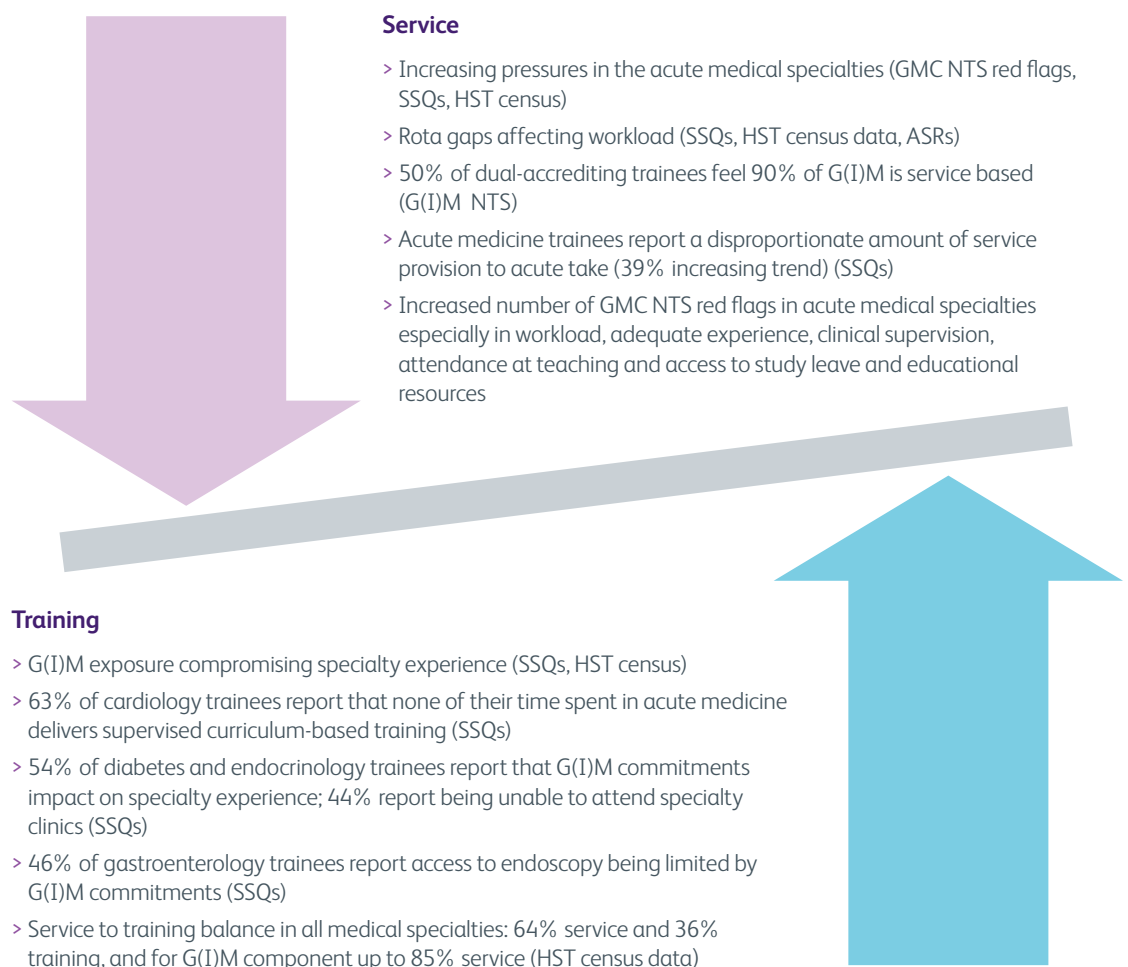 Service
> Increasing pressures in the acute medical specialties (GMC NTS red flags,
SSQs, HST census)
> Rota gaps affecting workload (SSQs, HST census data, ASRs)
> 50% of dual-accrediting trainees feel 90% of G(I)M is service based
(G(I)M NTS)
> Acute medicine trainees report a disproportionate amount of service
provision to acute take (39% increasing trend) (SSQs)
> Increased number of GMC NTS red flags in acute medical specialties
especially in workload, adequate experience, clinical supervision,
attendance at teaching and access to study leave and educational
resources
Training
> G(I)M exposure compromising specialty experience (SSQs, HST census)
> 63% of cardiology trainees report that none of their time spent in acute medicine
delivers supervised curriculum-based training (SSQs)
> 54% of diabetes and endocrinology trainees report that G(I)M commitments
impact on specialty experience; 44% report being unable to attend specialty
clinics (SSQs)
> 46% of gastroenterology trainees report access to endoscopy being limited by
G(I)M commitments (SSQs)
> Service to training balance in all medical specialties: 64% service and 36%
training, and for G(I)M component up to 85% service (HST census data)